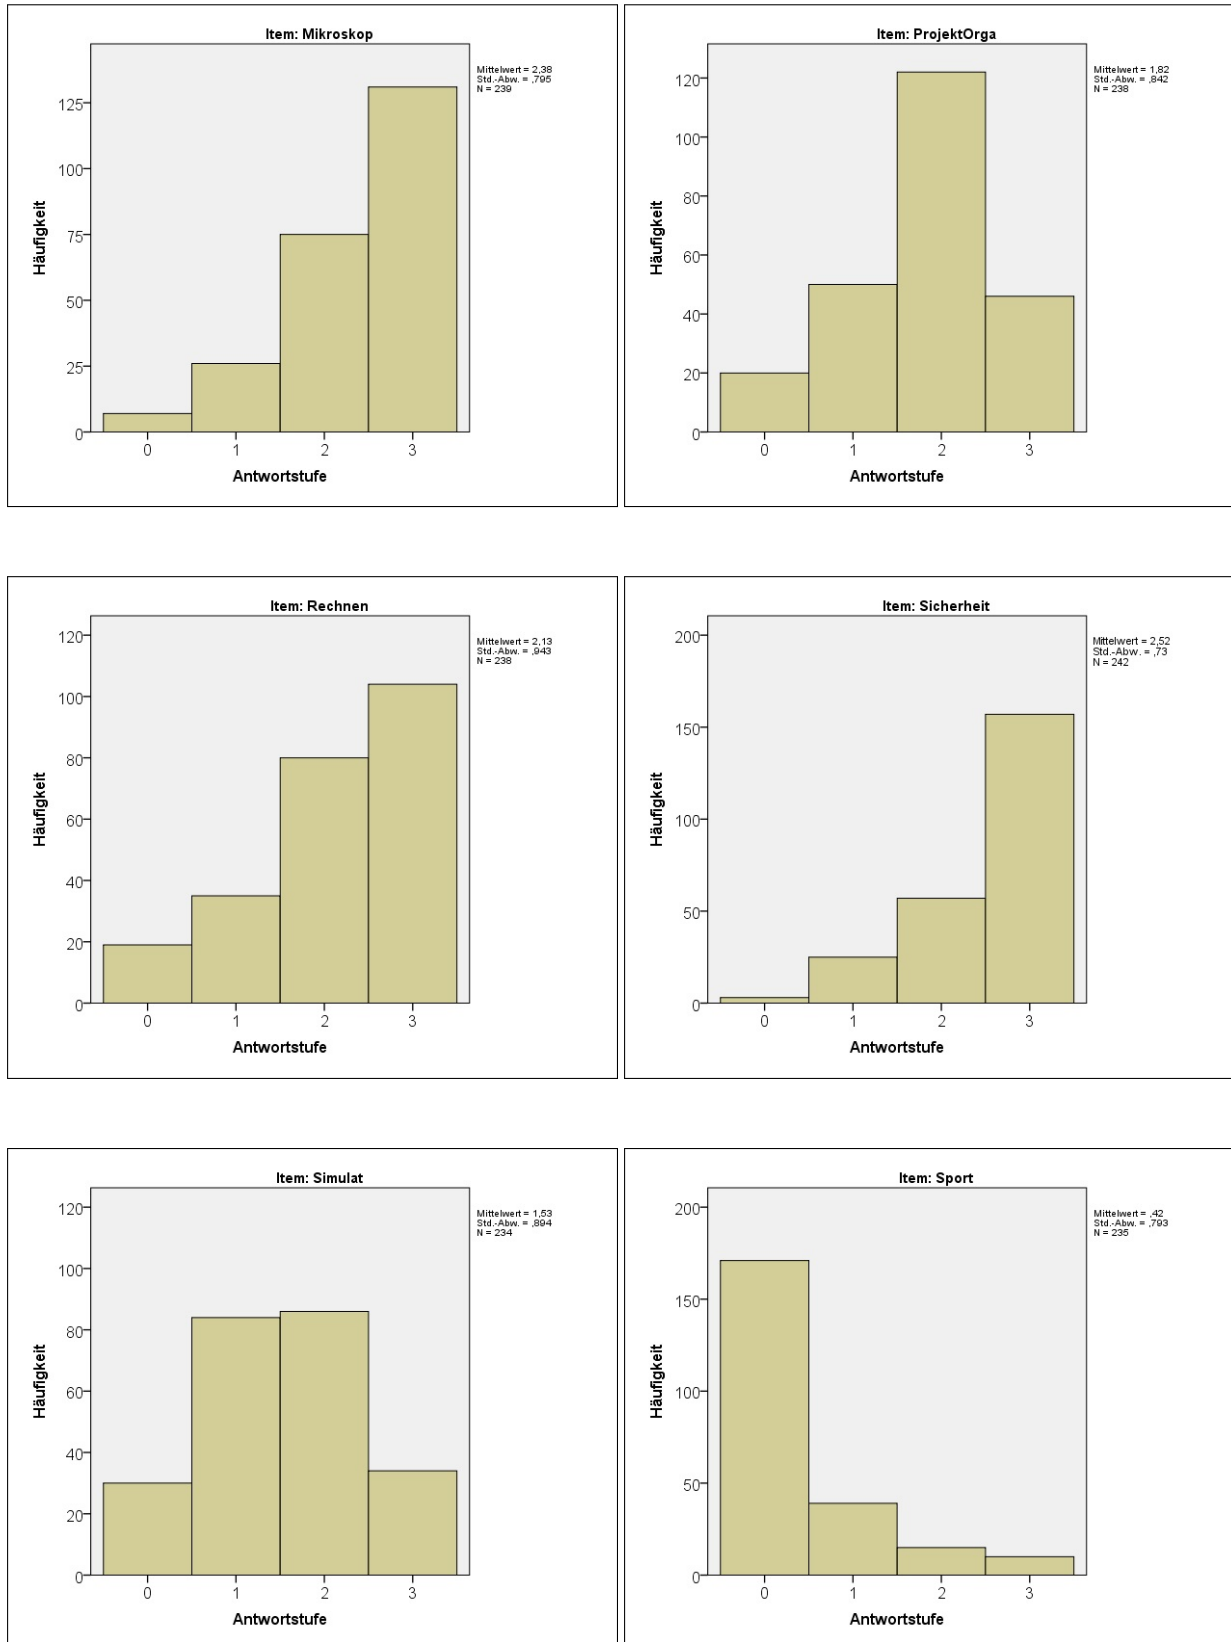 Item: Mikroskop
Mittelwert = 2,38
Std.-Abw. = ,795
N = 239
Häufigkeit
125
100
75
50
25
0
0 1 2 3
Antwortstufe
Item: ProjektOrga
Mittelwert = 1,82
Std.-Abw. = ,842
N = 238
Häufigkeit
120
100
80
60
40
20
0
0 1 2 3
Antwortstufe
Item: Rechnen
Mittelwert = 2,13
Std.-Abw. = ,943
N = 238
Häufigkeit
120
100
80
60
40
20
0
0 1 2 3
Antwortstufe
Item: Sicherheit
Mittelwert = 2,52
Std.-Abw. = ,73
N = 242
Häufigkeit
200
150
100
50
0
0 1 2 3
Antwortstufe
Item: Simulat
Mittelwert = 1,53
Std.-Abw. = ,894
N = 234
Häufigkeit
120
100
80
60
40
20
0
0 1 2 3
Antwortstufe
Item: Sport
Mittelwert = ,42
Std.-Abw. = ,793
N = 235
Häufigkeit
200
150
100
50
0
0 1 2 3
Antwortstufe